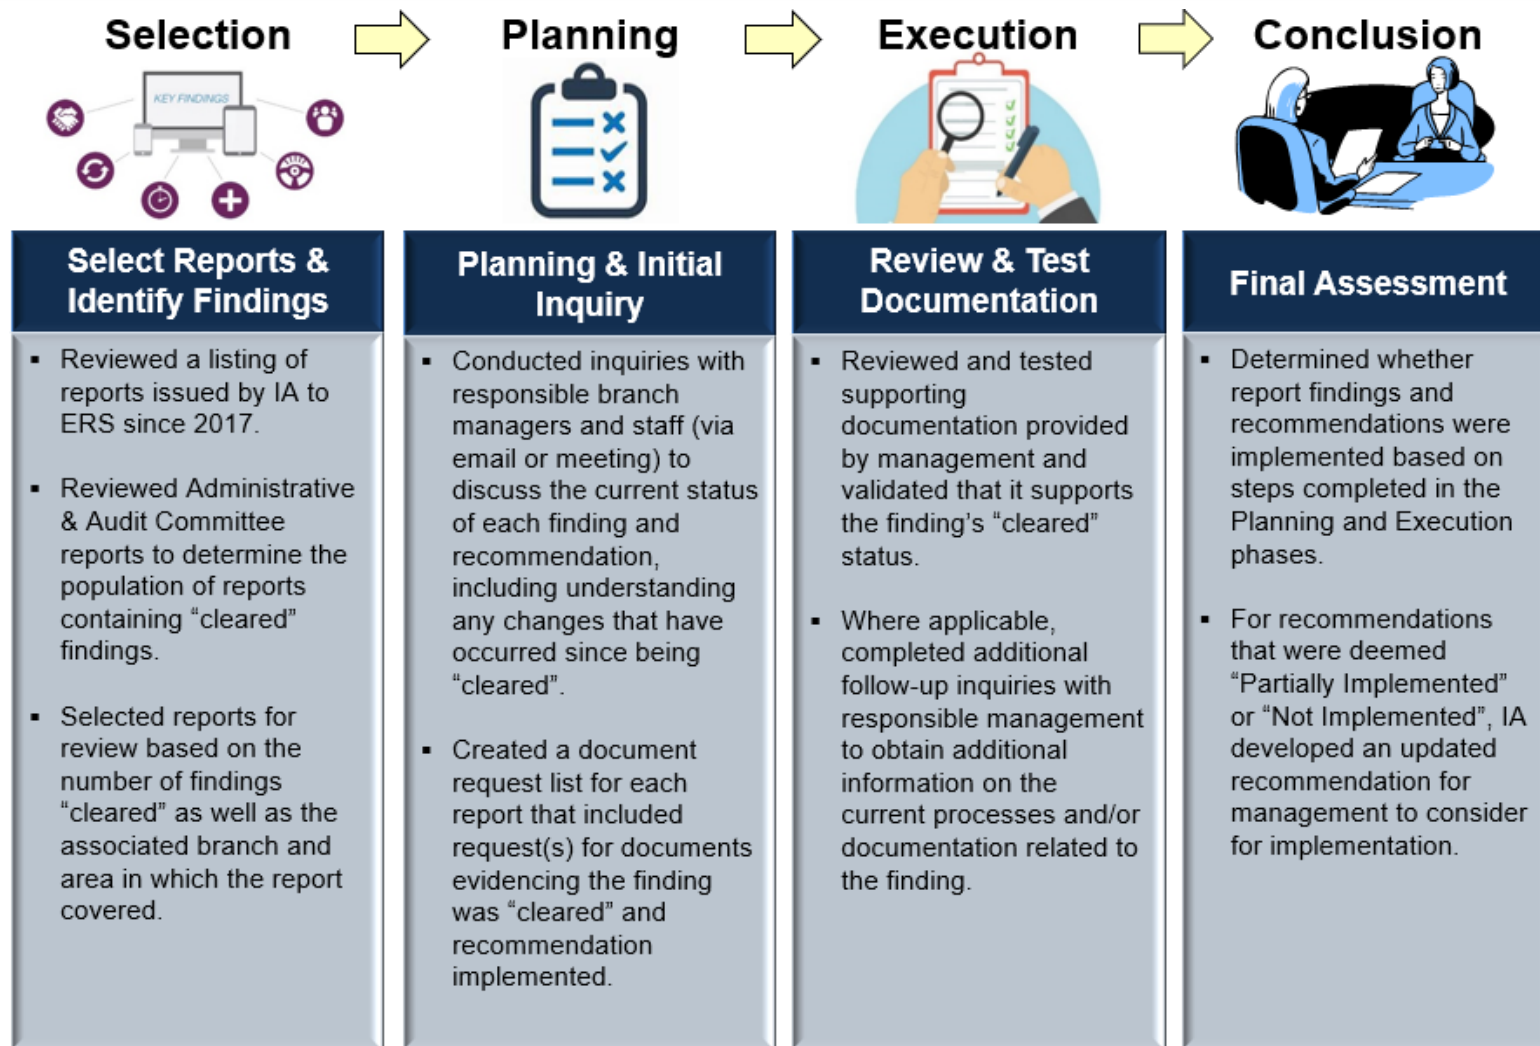 Selection
Planning
Execution
Conclusion
KEY FINDINGS
Select Reports &
Identify Findings
▪ Reviewed a listing of
reports issued by IA to
ERS since 2017.
▪ Reviewed Administrative
& Audit Committee
reports to determine the
population of reports
containing “cleared”
findings.
▪ Selected reports for
review based on the
number of findings
“cleared” as well as the
associated branch and
area in which the report
covered.
Planning & Initial
Inquiry
▪ Conducted inquiries with
responsible branch
managers and staff (via
email or meeting) to
discuss the current status
of each finding and
recommendation,
including understanding
any changes that have
occurred since being
“cleared”.
▪ Created a document
request list for each
report that included
request(s) for documents
evidencing the finding
was “cleared” and
recommendation
implemented.
Review & Test
Documentation
▪ Reviewed and tested
supporting
documentation provided
by management and
validated that it supports
the finding’s “cleared”
status.
▪ Where applicable,
completed additional
follow-up inquiries with
responsible management
to obtain additional
information on the
current processes and/or
documentation related to
the finding.
Final Assessment
▪ Determined whether
report findings and
recommendations were
implemented based on
steps completed in the
Planning and Execution
phases.
▪ For recommendations
that were deemed
“Partially Implemented”
or “Not Implemented”, IA
developed an updated
recommendation for
management to consider
for implementation.